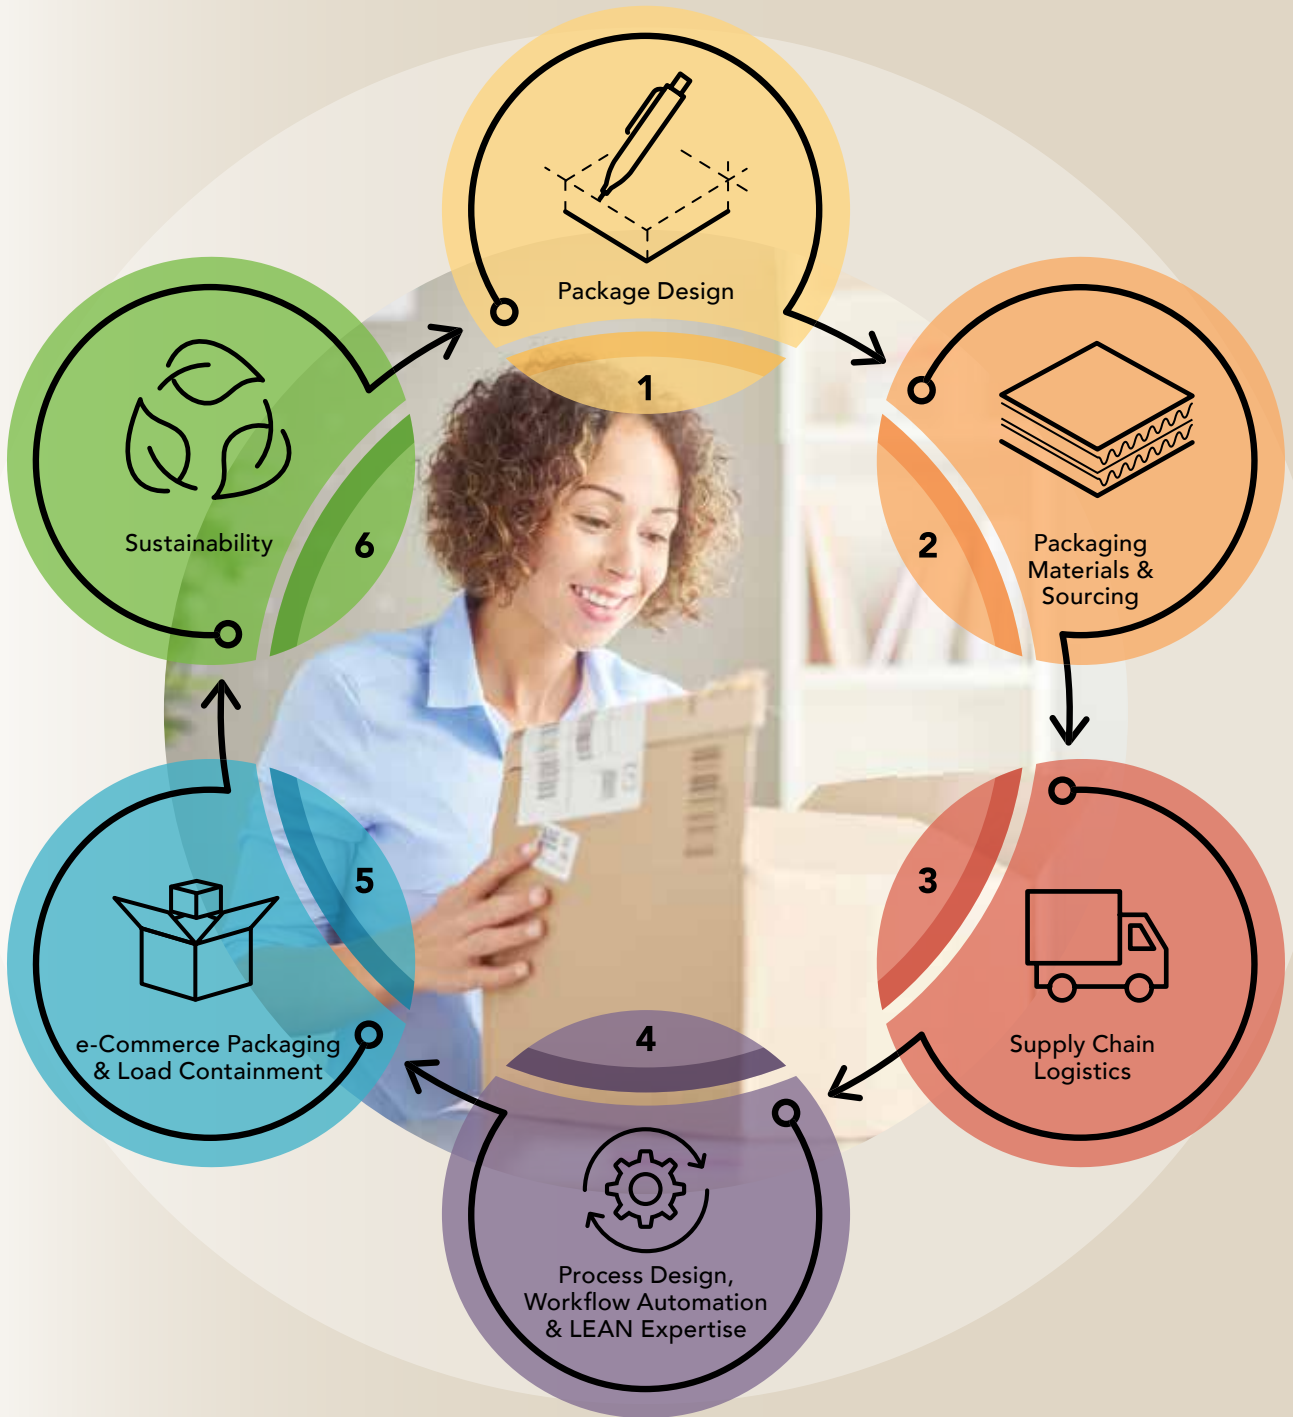 Package Design
1
2
Packaging
Materials &
Sourcing
3
Supply Chain
Logistics
4
Process Design,
Workflow Automation
& LEAN Expertise
5
e-Commerce Packaging
& Load Containment
6
Sustainability